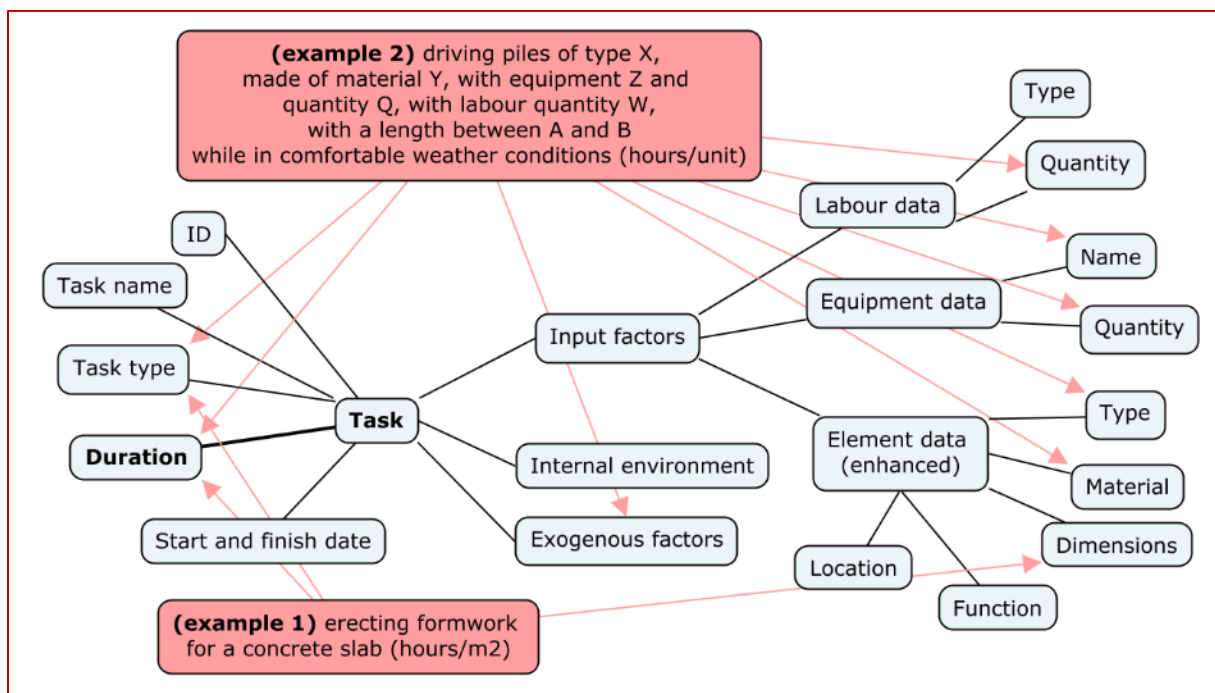 (example 2) driving piles of type X,
made of material Y, with equipment Z and
quantity Q, with labour quantity W,
with a length between A and B
while in comfortable weather conditions (hours/unit)
Type
Quantity
Labour data
ID
Name
Task name
Equipment data
Quantity
Input factors
Task type
Type
Task
Duration
Element data
(enhanced)
Internal environment
Material
Start and finish date
Exogenous factors
Dimensions
Location
Function
(example 1) erecting formwork
for a concrete slab (hours/m2)